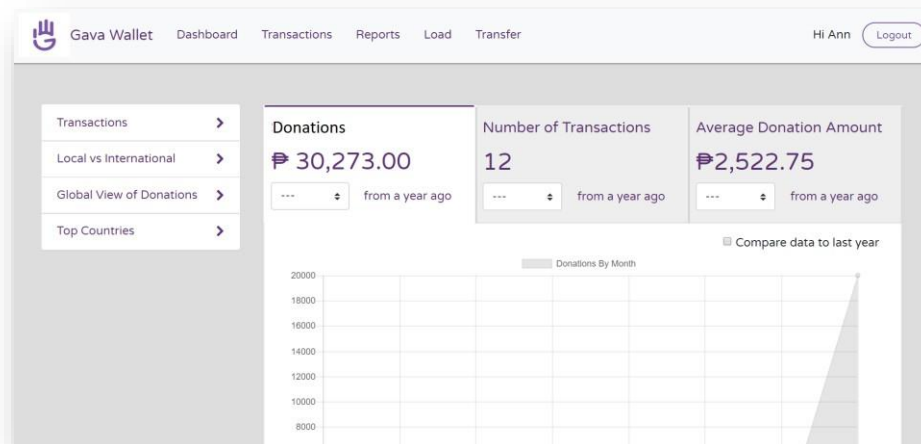 Gava Wallet Dashboard Transactions Reports Load Transfer Hi Ann Logout
Transactions
Local vs International
Global View of Donations
Top Countries
Donations
₱ 30,273.00
--- from a year ago
Number of Transactions
12
--- from a year ago
Average Donation Amount
₱2,522.75
--- from a year ago
Compare data to last year
Donations By Month
20000
18000
16000
14000
12000
10000
8000